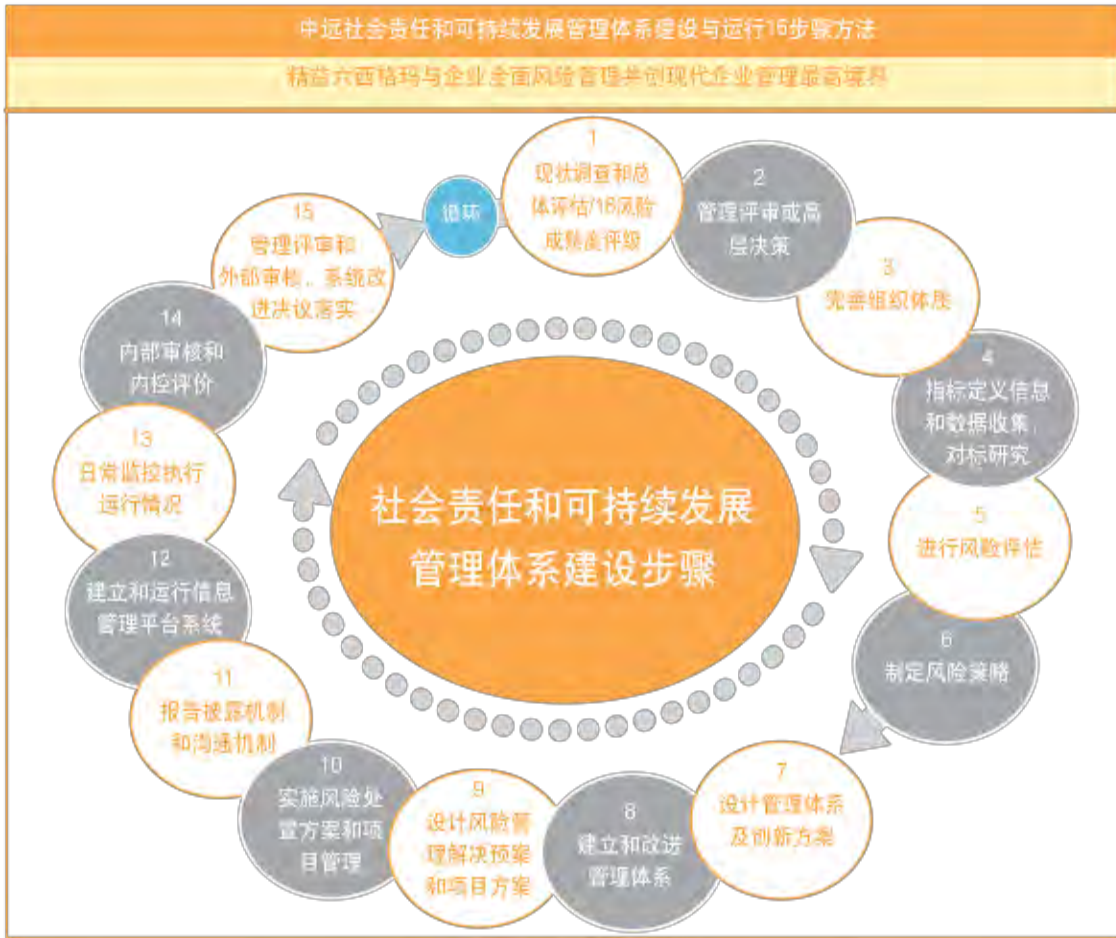 中远社会责任和可持续发展管理体系建设与运行16步骤方法
精益六西格玛与企业全面风险管理共创现代企业管理最高境界
1
现状调查和总
体评估/16风险
成熟度评级
2
管理评审或高
层决策
3
完善组织体质
4
指标定义信息
和数据收集,
对标研究
5
进行风险评估
6
制定风险策略
7
设计管理体系
及创新方案
8
建立和改进
管理体系
9
设计风险管
理解决预案
和项目方案
10
实施风险处
置方案和项
目管理
11
报告披露机制
和沟通机制
12
建立和运行信息
管理平台系统
13
日常监控执行
运行情况
14
内部审核和
内控评价
15
管理评审和
外部审核,系统改
进决议落实
循环
社会责任和可持续发展
管理体系建设步骤